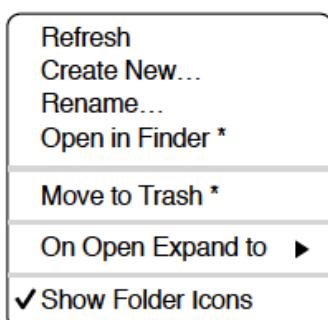 Refresh
Create New…
Rename…
Open in Finder *
Move to Trash *
On Open Expand to ▶
✓ Show Folder Icons